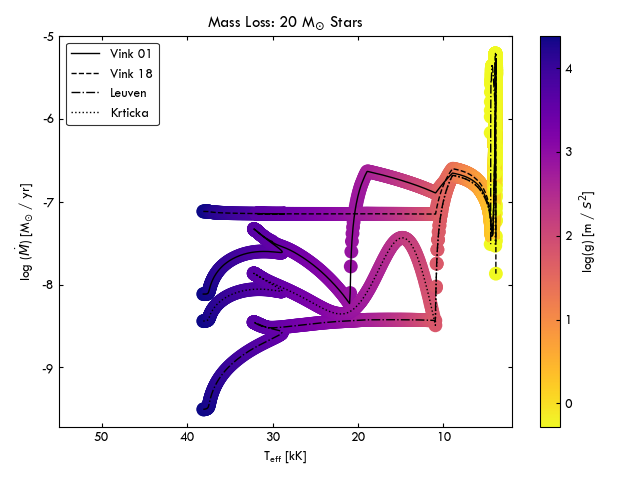 Mass Loss: 20 M☉ Stars
Vink 01
Vink 18
Leuven
Krticka
-5
-6
-7
-8
-9
log (Ṁ) [M☉ / yr]
50
40
30
20
10
T_eff [kK]
4
3
2
1
0
log(g) [m / s²]